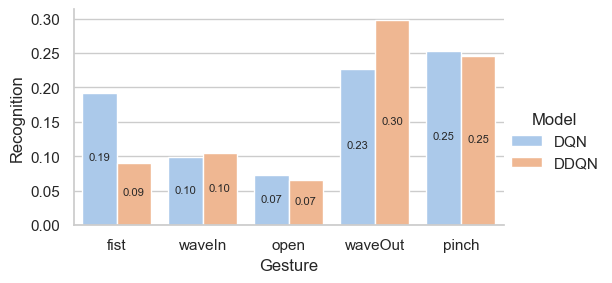 0.30
0.25
0.20
0.15
0.10
0.05
0.00
Recognition
0.19
0.09
0.10
0.10
0.07
0.07
0.23
0.30
0.25
0.25
fist
waveIn
open
waveOut
pinch
Gesture
Model
DQN
DDQN